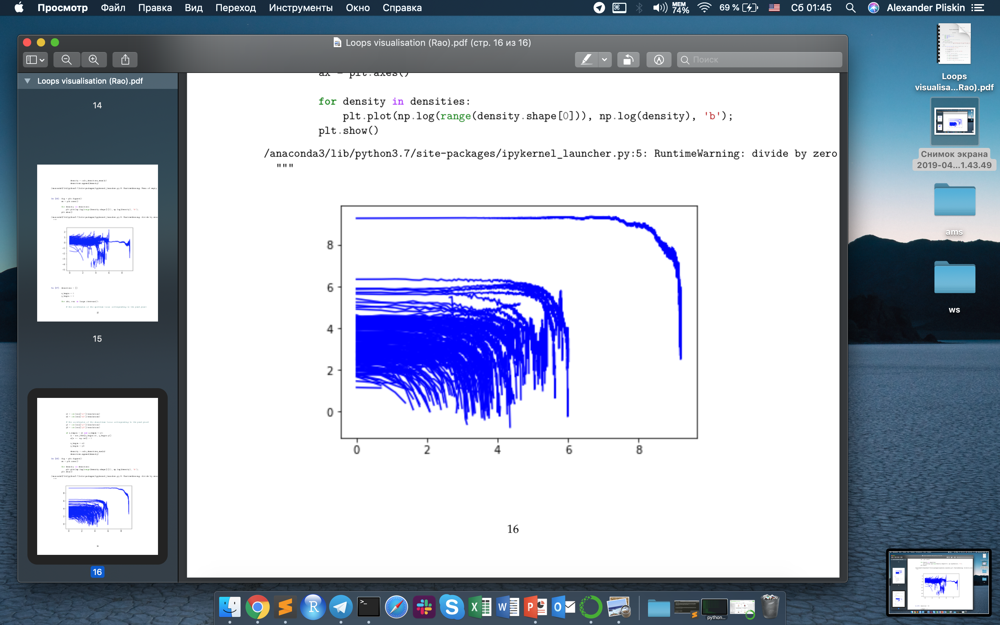 Просмотр Файл Правка Вид Переход Инструменты Окно Справка
MEM 74% 69 % Сб 01:45 Alexander Pliskin
Loops visualisation (Rao).pdf (стр. 16 из 16)
Поиск
Loops visualisation (Rao).pdf
14
15
16
ax = plt.axes()
for density in densities:
plt.plot(np.log(range(density.shape[0])), np.log(density), 'b');
plt.show()
/anaconda3/lib/python3.7/site-packages/ipykernel_launcher.py:5: RuntimeWarning: divide by zero
"""
8
6
4
2
0
0 2 4 6 8
16
Loops
visualisa...Rao).pdf
Снимок экрана
2019-04...1.43.49
ams
ws
python...